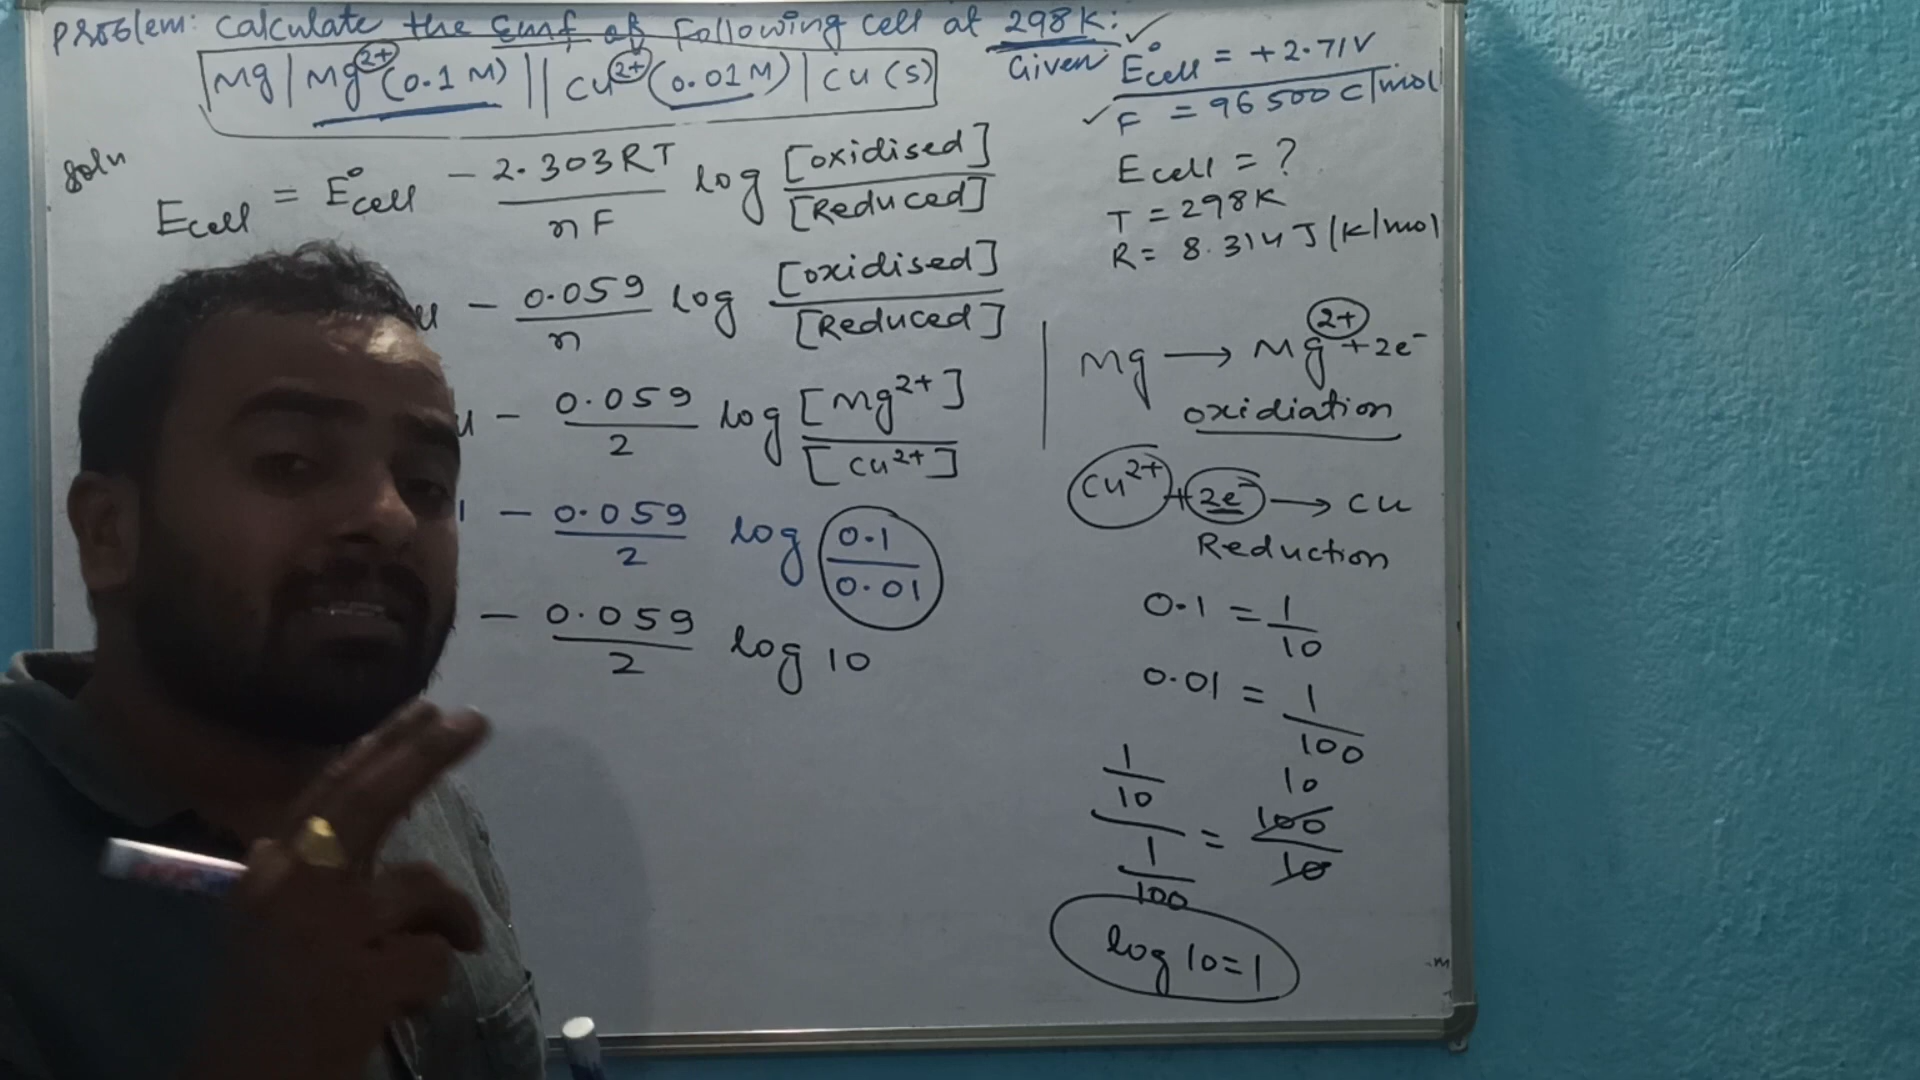 Problem: Calculate the Emf of Following cell at 298K:
Mg | Mg²⁺ (0.1 M) || Cu²⁺ (0.01M) | Cu (s)
Given E°cell = +2.71V
F = 96500 C/mol
Soln
Ecell = E°cell - 2.303RT/nF log [oxidised]/[Reduced]
- 0.059/n log [oxidised]/[Reduced]
- 0.059/2 log [Mg²⁺]/[Cu²⁺]
- 0.059/2 log 0.1/0.01
- 0.059/2 log 10
Ecell = ?
T = 298K
R = 8.314 J/K/mol
Mg → Mg²⁺ + 2e⁻
oxidiation
Cu²⁺ + 2e⁻ → Cu
Reduction
0.1 = 1/10
0.01 = 1/100
10
1/10 / 1/100 = 100/10
log 10 = 1